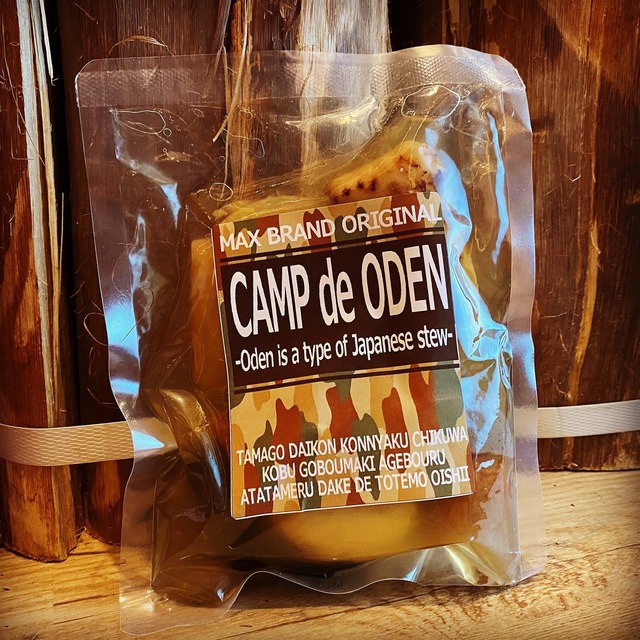 MAX BRAND ORIGINAL
CAMP de ODEN
-Oden is a type of Japanese stew-
TAMAGO DAIKON KONNYAKU CHIKUWA
KOBU GOBOUMAKI AGEBOURU
ATATAMERU DAKE DE TOTEMO OISHII